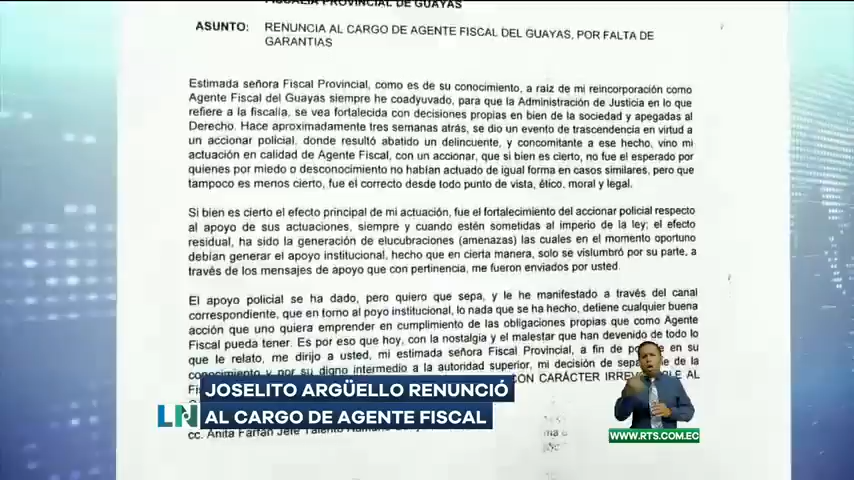 FISCALÍA PROVINCIAL DE GUAYAS
ASUNTO: RENUNCIA AL CARGO DE AGENTE FISCAL DEL GUAYAS, POR FALTA DE
GARANTIAS
Estimada señora Fiscal Provincial, como es de su conocimiento, a raíz de mi reincorporación como
Agente Fiscal del Guayas siempre he coadyuvado, para que la Administración de Justicia en lo que
refiere a la fiscalía, se vea fortalecida con decisiones propias en bien de la sociedad y apegadas al
Derecho. Hace aproximadamente tres semanas atrás, se dio un evento de trascendencia en virtud a
un accionar policial, donde resultó abatido un delincuente, y concomitante a ese hecho, vino mi
actuación en calidad de Agente Fiscal, con un accionar, que si bien es cierto, no fue el esperado por
quienes por miedo o desconocimiento no habían actuado de igual forma en casos similares, pero que
tampoco es menos cierto, fue el correcto desde todo punto de vista, ético, moral y legal.
Si bien es cierto el efecto principal de mi actuación, fue el fortalecimiento del accionar policial respecto
al apoyo de sus actuaciones, siempre y cuando estén sometidas al imperio de la ley; el efecto
residual, ha sido la generación de elucubraciones (amenazas) las cuales en el momento oportuno
debían generar el apoyo institucional, hecho que en cierta manera, solo se vislumbró por su parte, a
través de los mensajes de apoyo que con pertinencia, me fueron enviados por usted.
El apoyo policial se ha dado, pero quiero que sepa, y le he manifestado a través del canal
correspondiente, que en torno al poyo institucional, lo nada que se ha hecho, detiene cualquier buena
acción que uno quiera emprender en cumplimiento de las obligaciones propias que como Agente
Fiscal pueda tener. Es por eso que hoy, con la nostalgia y el malestar que han devenido de todo lo
que le relato, me dirijo a usted, mi estimada señora Fiscal Provincial, a fin de en su
conocimiento y por su digno intermedio a la autoridad superior, mi decisión de de la
CON CARÁCTER AL
JOSELITO ARGÜELLO RENUNCIÓ
LN AL CARGO DE AGENTE FISCAL
cc. Anita Farfán Jefe Talento
WWW.RTS.COM.EC